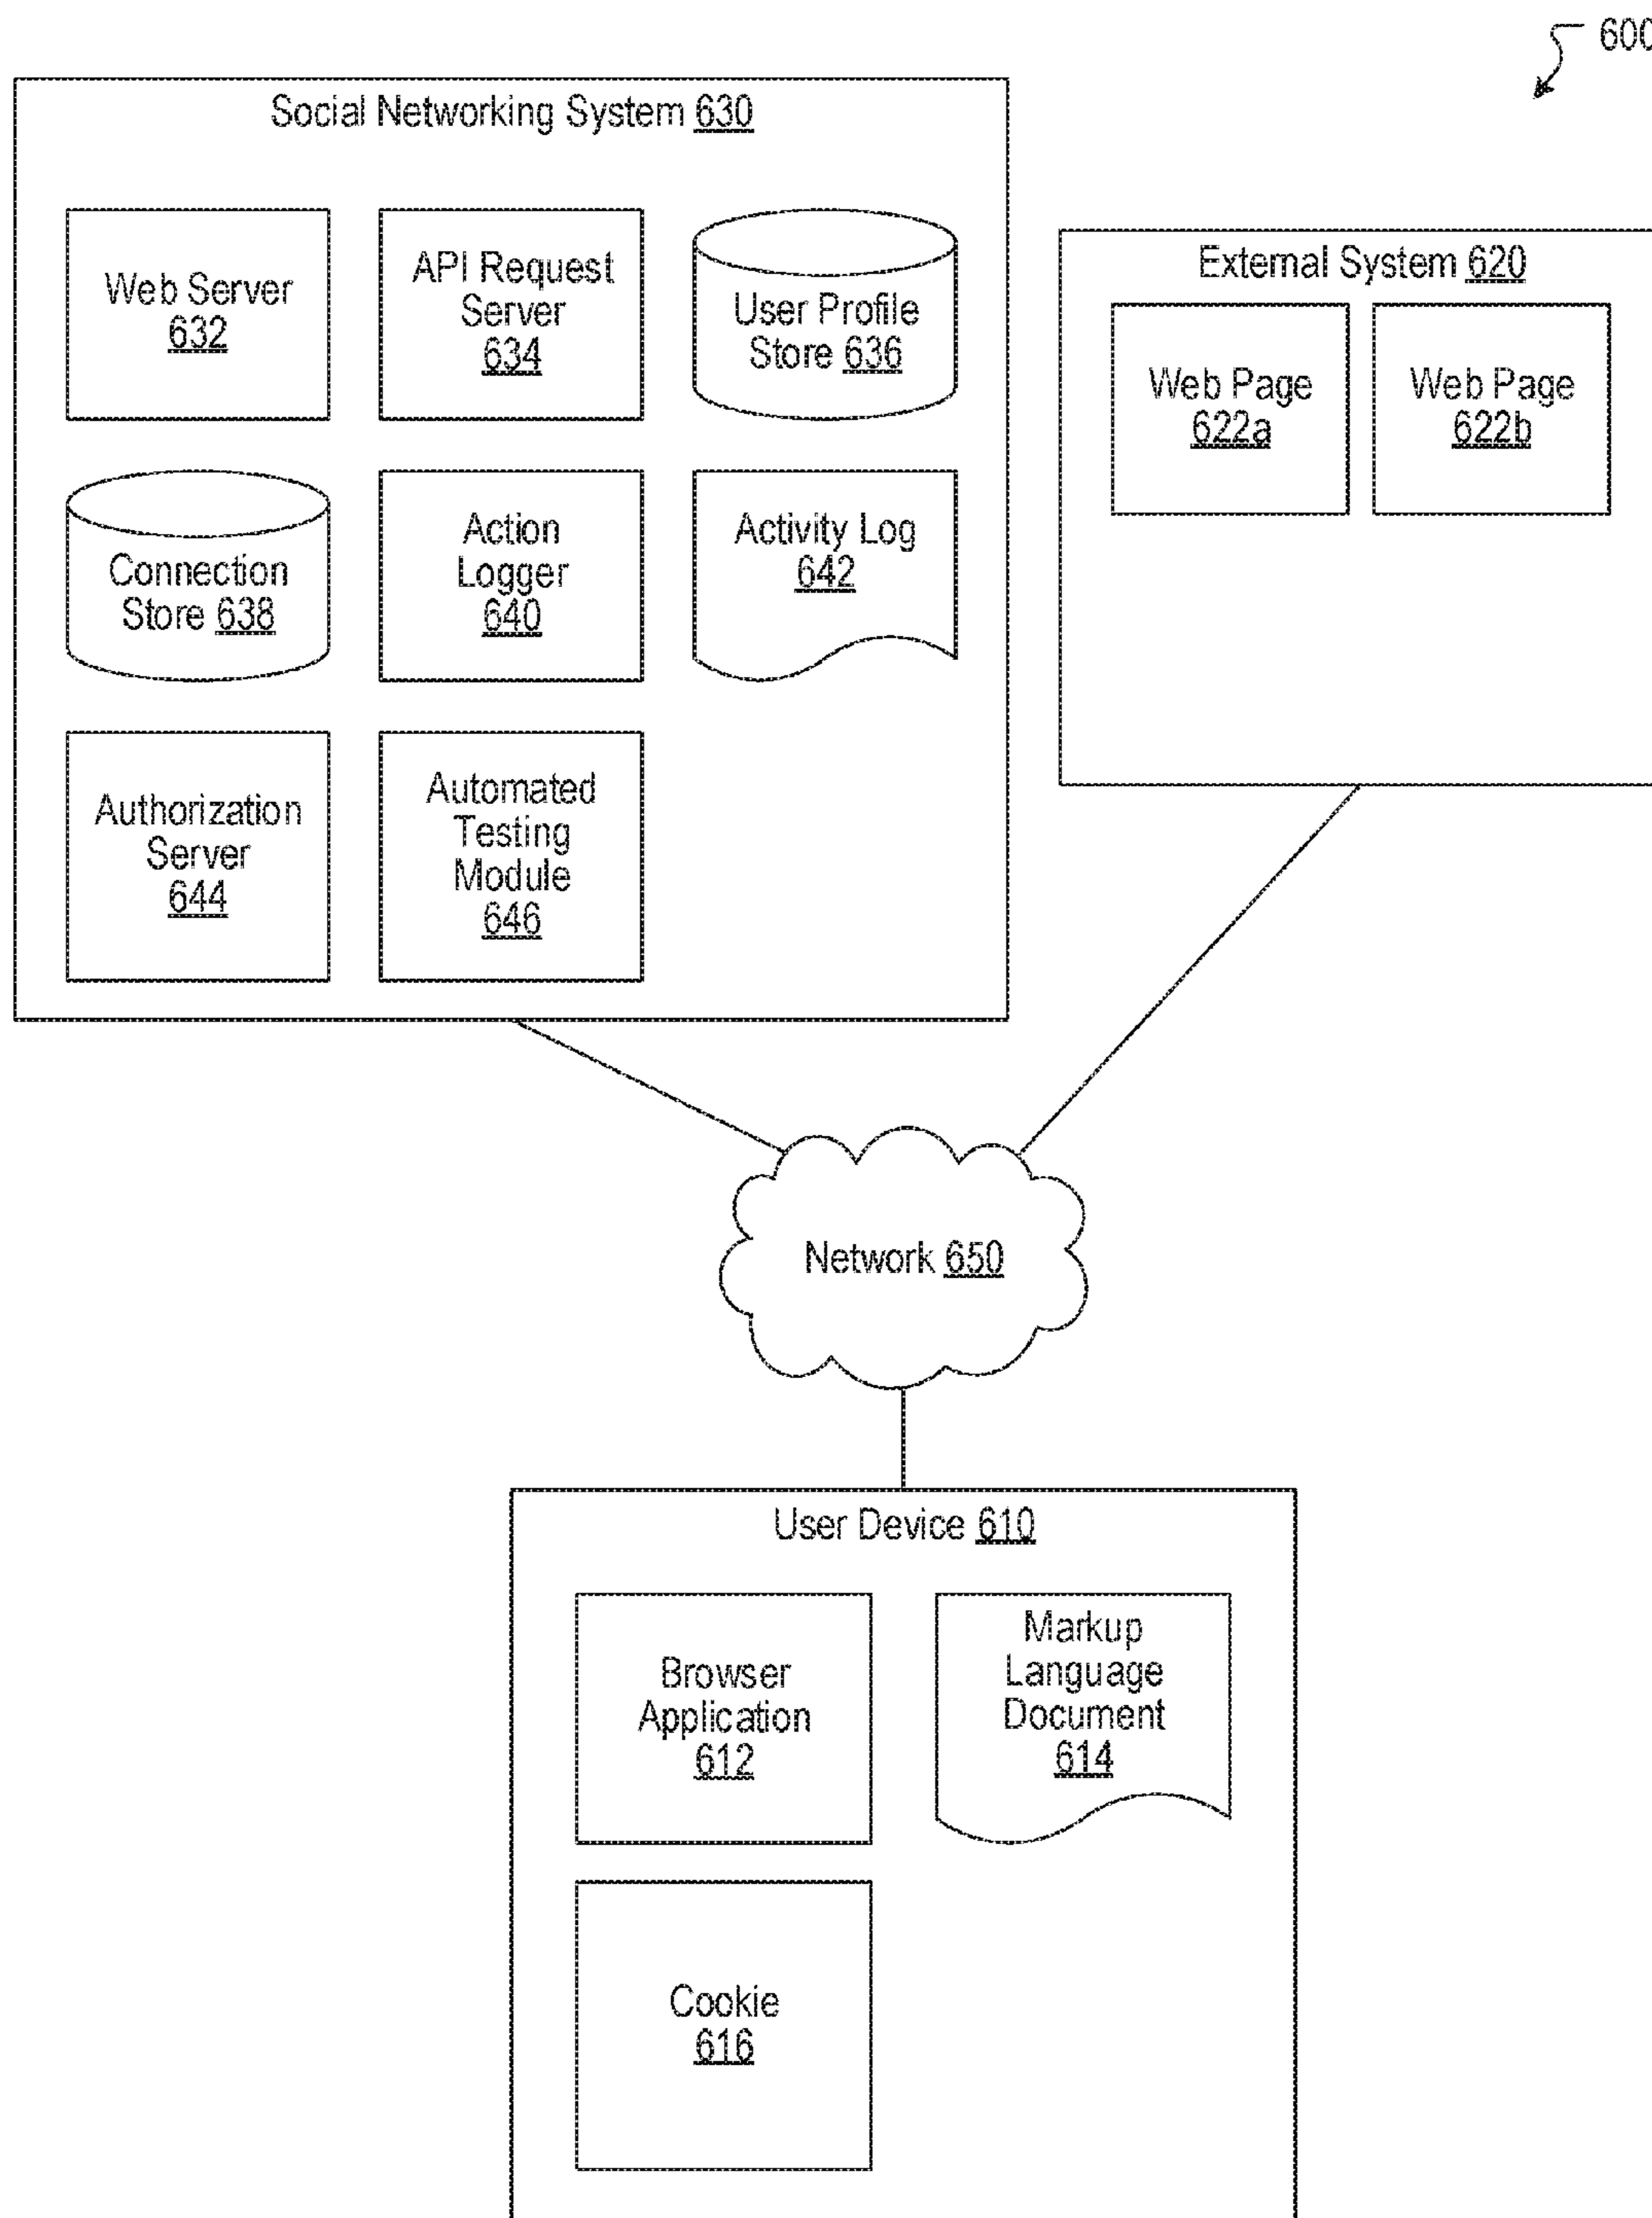 600
Social Networking System 630
Web Server
632
API Request
Server
634
User Profile
Store 636
Connection
Store 638
Action
Logger
640
Activity Log
642
Authorization
Server
644
Automated
Testing
Module
646
External System 620
Web Page
622a
Web Page
622b
Network 650
User Device 610
Browser
Application
612
Markup
Language
Document
614
Cookie
616